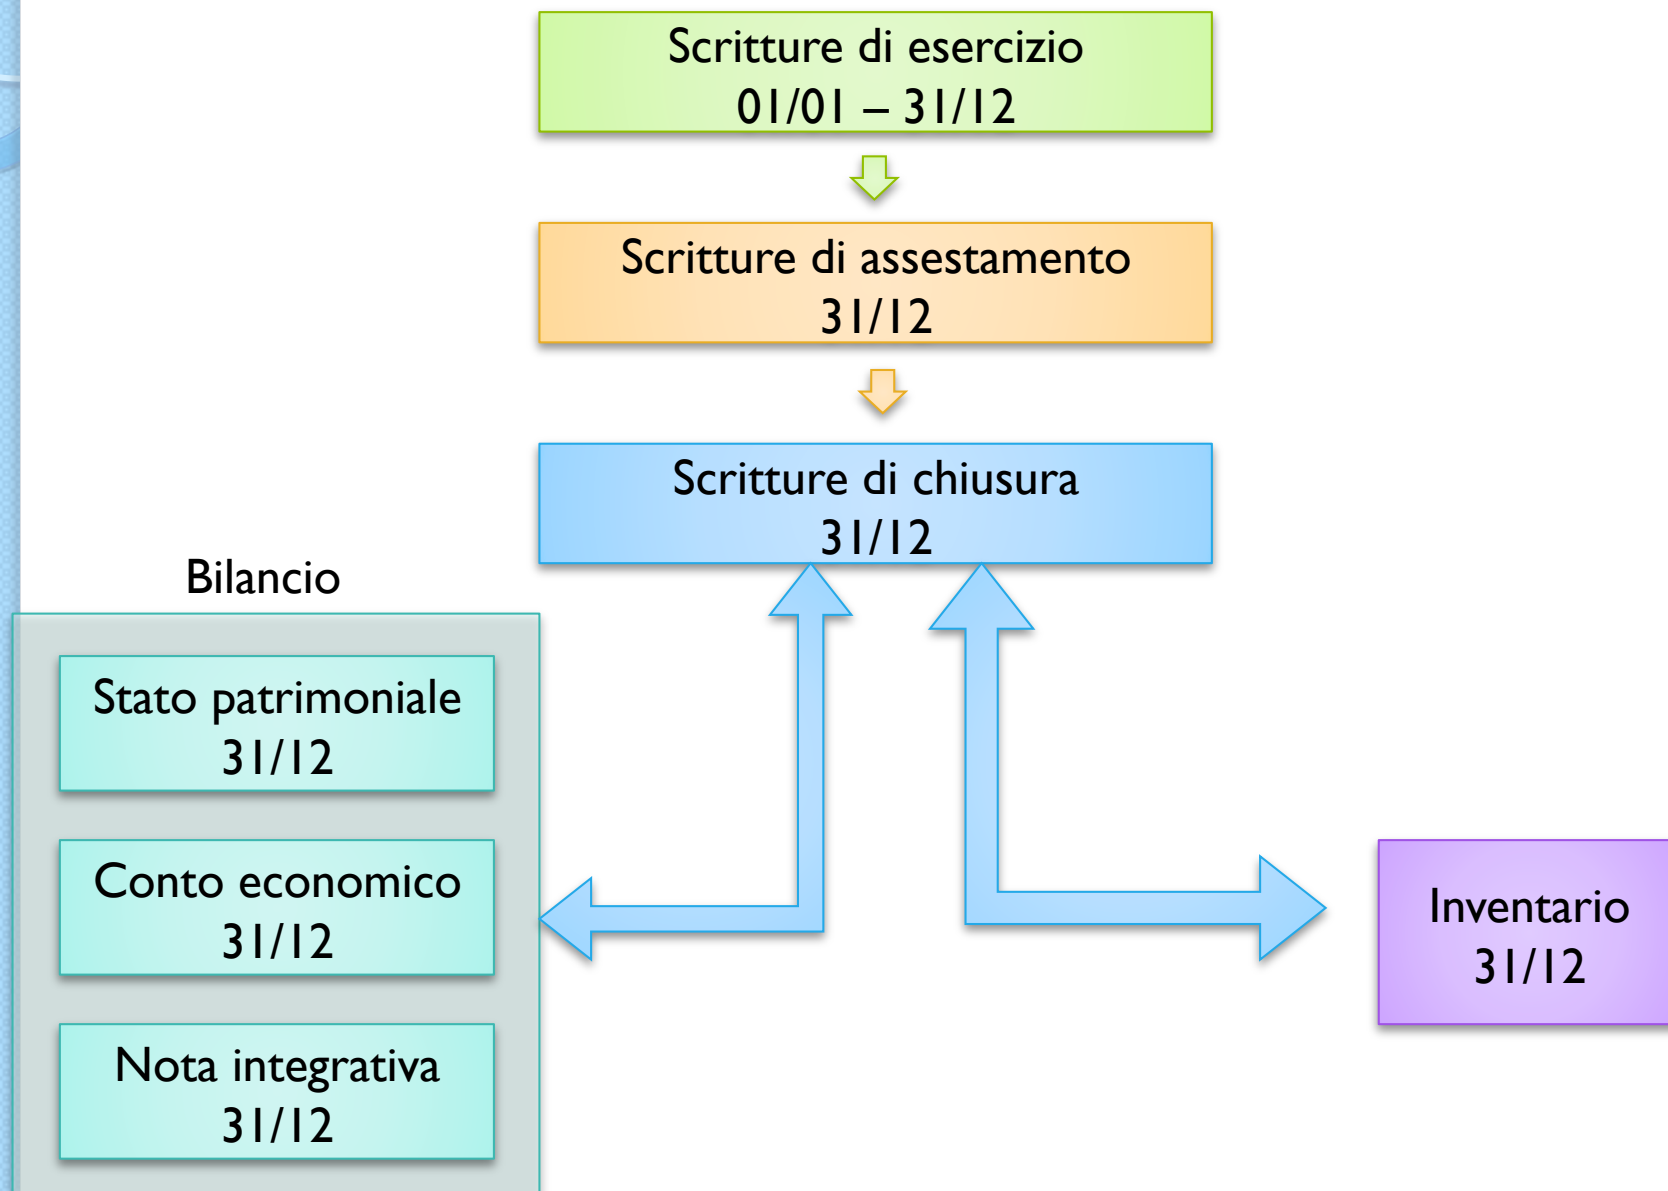 Scritture di esercizio
01/01 – 31/12
Scritture di assestamento
31/12
Scritture di chiusura
31/12
Bilancio
Stato patrimoniale
31/12
Conto economico
31/12
Nota integrativa
31/12
Inventario
31/12